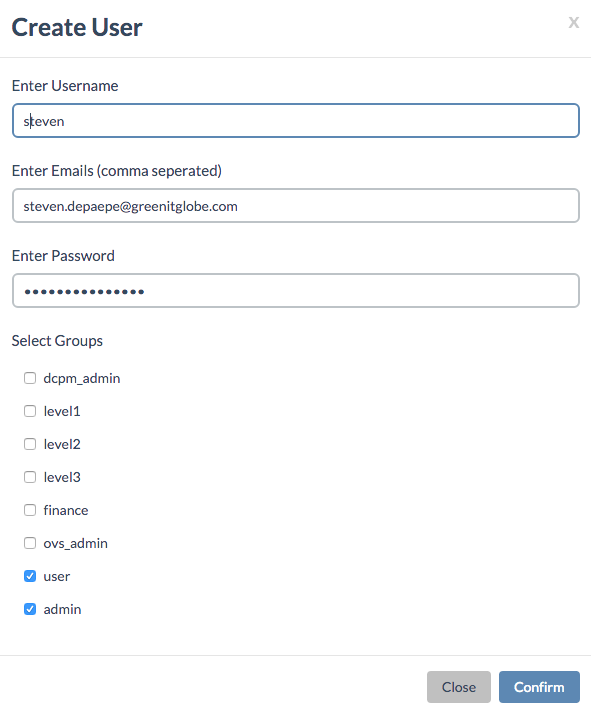 Create User
X
Enter Username
steven
Enter Emails (comma seperated)
steven.depaepe@greenitglobe.com
Enter Password
•••••••••••••••
Select Groups
dcpm_admin
level1
level2
level3
finance
ovs_admin
user
admin
Close Confirm